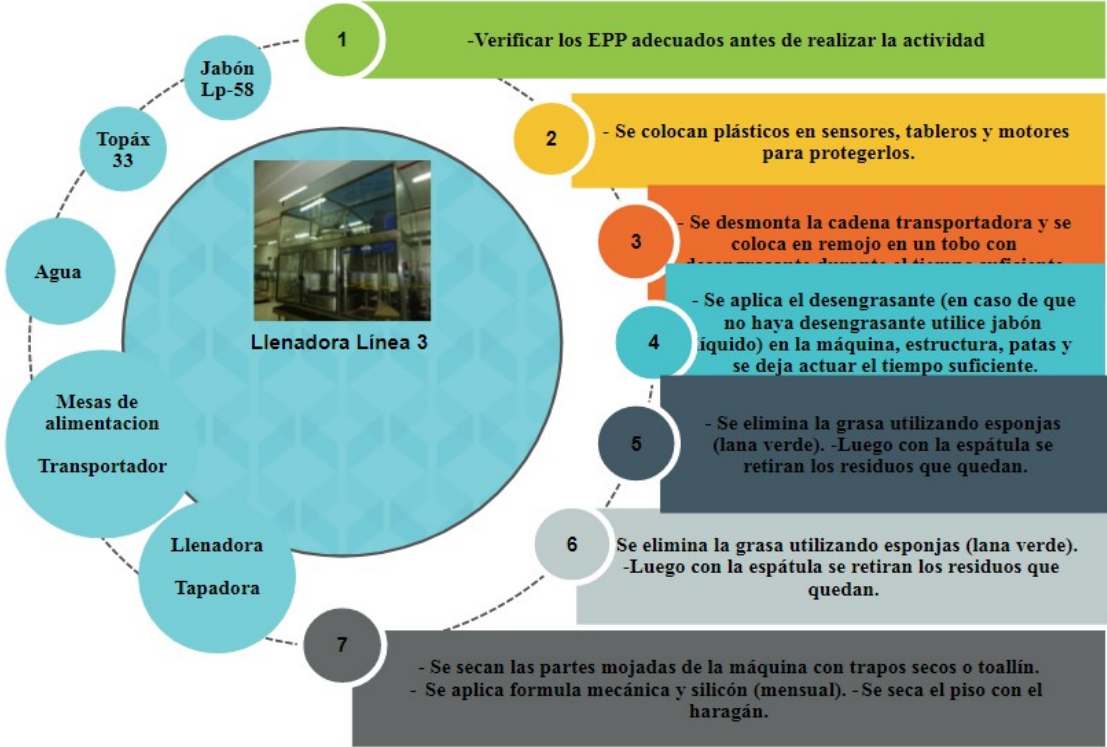 1
-Verificar los EPP adecuados antes de realizar la actividad
Jabón
Lp-58
Topáx
33
Agua
Mesas de
alimentacion
Transportador
Llenadora
Tapadora
Llenadora Línea 3
2
- Se colocan plásticos en sensores, tableros y motores
para protegerlos.
3
- Se desmonta la cadena transportadora y se
coloca en remojo en un tobo con
desengrasante durante el tiempo suficiente
4
- Se aplica el desengrasante (en caso de que
no haya desengrasante utilice jabón
líquido) en la máquina, estructura, patas y
se deja actuar el tiempo suficiente.
5
- Se elimina la grasa utilizando esponjas
(lana verde). -Luego con la espátula se
retiran los residuos que quedan.
6
Se elimina la grasa utilizando esponjas (lana verde).
-Luego con la espátula se retiran los residuos que
quedan.
7
- Se secan las partes mojadas de la máquina con trapos secos o toallín.
- Se aplica formula mecánica y silicón (mensual). - Se seca el piso con el
haragán.